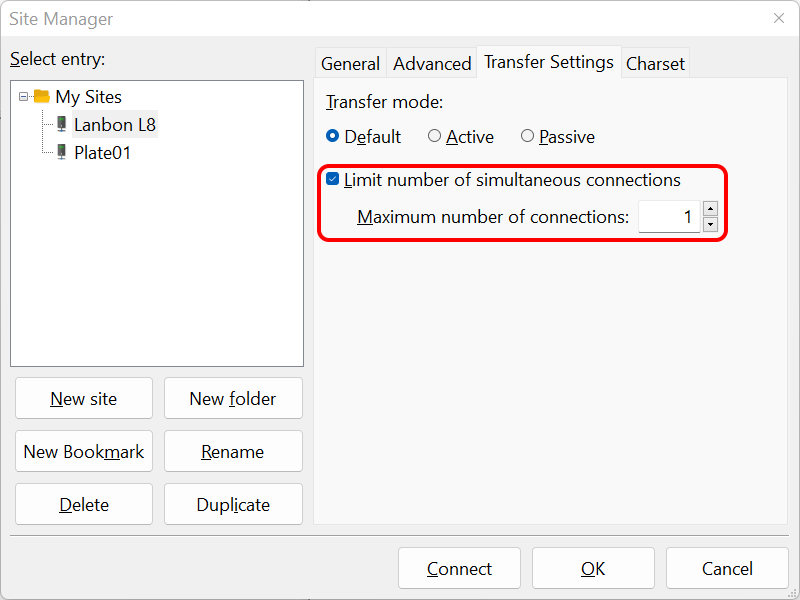 Site Manager
Select entry:
My Sites
Lanbon L8
Plate01
New site
New folder
New Bookmark
Rename
Delete
Duplicate
General Advanced Transfer Settings Charset
Transfer mode:
Default Active Passive
Limit number of simultaneous connections
Maximum number of connections: 1
Connect OK Cancel